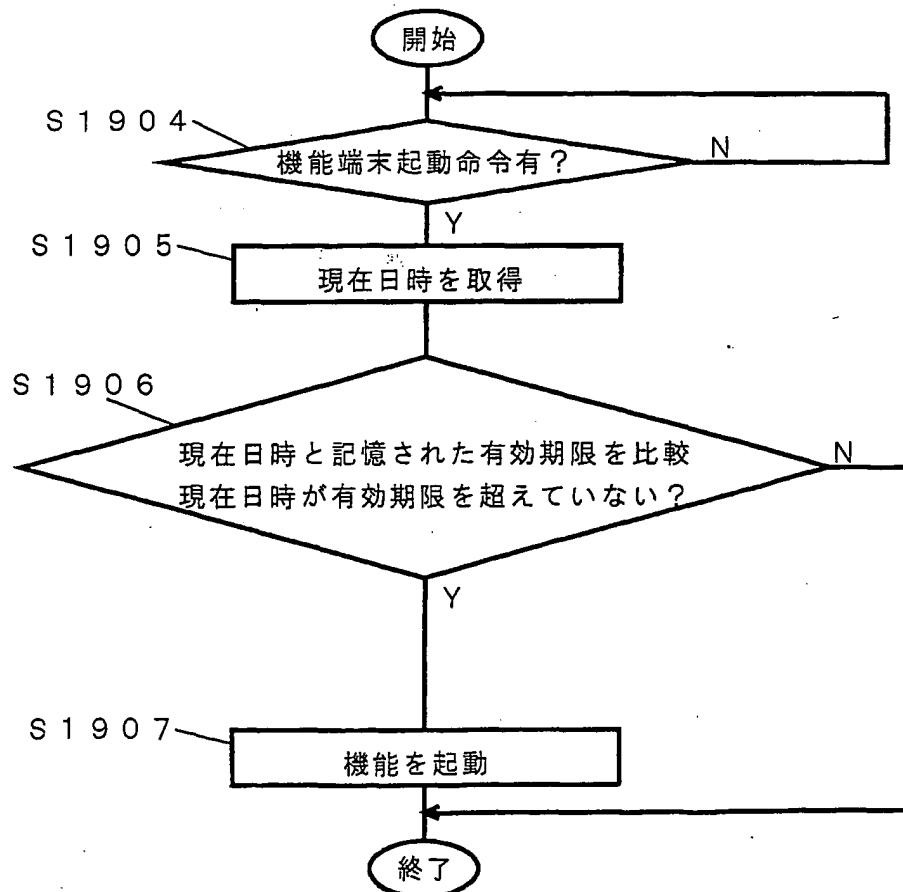 開始
S1904
機能端末起動命令有？
N
Y
S1905
現在日時を取得
S1906
現在日時と記憶された有効期限を比較
現在日時が有効期限を超えていない？
N
Y
S1907
機能を起動
終了